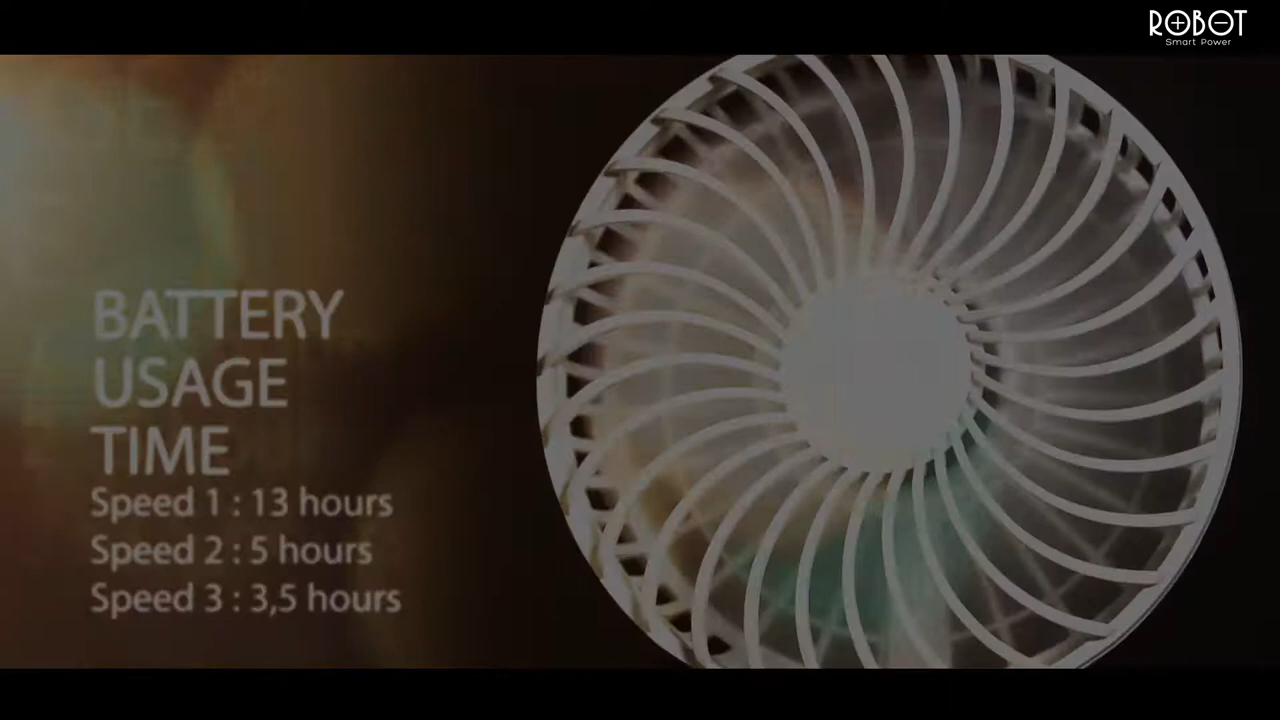 ROBOT
Smart Power
BATTERY
USAGE
TIME
Speed 1 : 13 hours
Speed 2 : 5 hours
Speed 3 : 3,5 hours